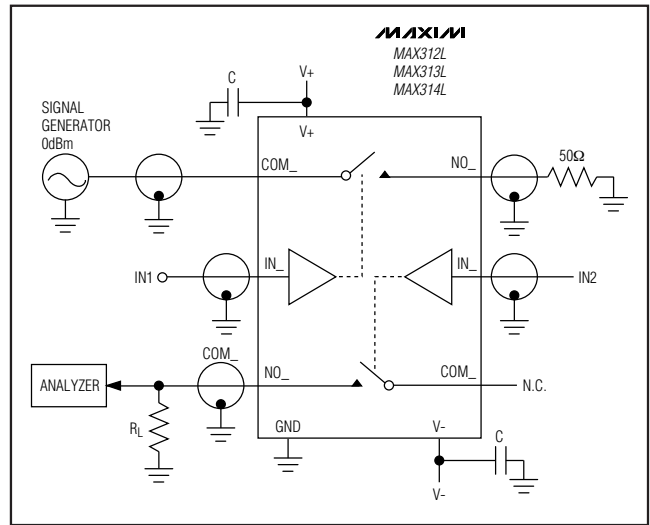 MAXIM
MAX312L
MAX313L
MAX314L
C
V+
V+
SIGNAL
GENERATOR
0dBm
COM_
NO_
50Ω
IN1
IN_
IN_
IN2
COM_
NO_
COM_
N.C.
ANALYZER
RL
GND
V-
C
V-